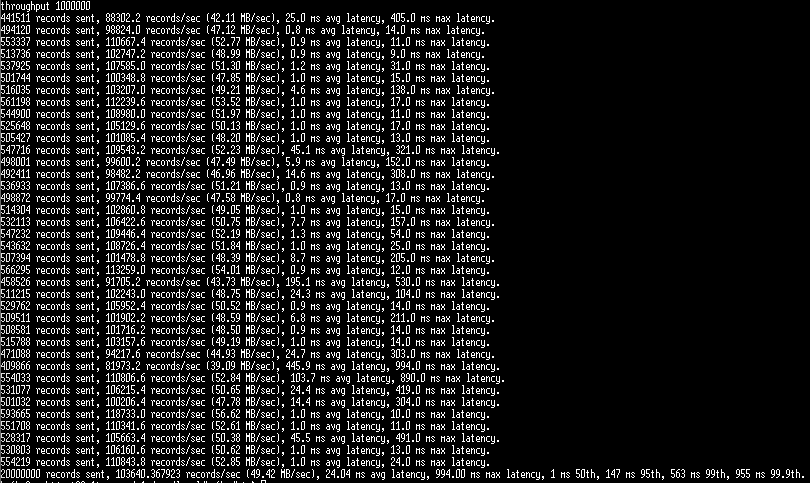 throughput 1000000
441511 records sent, 88302.2 records/sec (42.11 MB/sec), 25.0 ms avg latency, 405.0 ms max latency.
494120 records sent, 98824.0 records/sec (47.12 MB/sec), 0.8 ms avg latency, 14.0 ms max latency.
553337 records sent, 110667.4 records/sec (52.77 MB/sec), 0.9 ms avg latency, 11.0 ms max latency.
513736 records sent, 102747.2 records/sec (48.99 MB/sec), 0.9 ms avg latency, 9.0 ms max latency.
537925 records sent, 107585.0 records/sec (51.30 MB/sec), 1.2 ms avg latency, 31.0 ms max latency.
501744 records sent, 100348.8 records/sec (47.85 MB/sec), 1.0 ms avg latency, 15.0 ms max latency.
516035 records sent, 103207.0 records/sec (49.21 MB/sec), 4.6 ms avg latency, 138.0 ms max latency.
561198 records sent, 112239.6 records/sec (53.52 MB/sec), 1.0 ms avg latency, 17.0 ms max latency.
544900 records sent, 108980.0 records/sec (51.97 MB/sec), 1.0 ms avg latency, 11.0 ms max latency.
525648 records sent, 105129.6 records/sec (50.13 MB/sec), 1.0 ms avg latency, 17.0 ms max latency.
505427 records sent, 101085.4 records/sec (48.20 MB/sec), 1.0 ms avg latency, 13.0 ms max latency.
547716 records sent, 109543.2 records/sec (52.23 MB/sec), 45.1 ms avg latency, 321.0 ms max latency.
498001 records sent, 99600.2 records/sec (47.49 MB/sec), 5.9 ms avg latency, 152.0 ms max latency.
492411 records sent, 98482.2 records/sec (46.96 MB/sec), 14.6 ms avg latency, 308.0 ms max latency.
536933 records sent, 107386.6 records/sec (51.21 MB/sec), 0.9 ms avg latency, 13.0 ms max latency.
498872 records sent, 99774.4 records/sec (47.58 MB/sec), 0.8 ms avg latency, 17.0 ms max latency.
514304 records sent, 102860.8 records/sec (49.05 MB/sec), 1.0 ms avg latency, 15.0 ms max latency.
532113 records sent, 106422.6 records/sec (50.75 MB/sec), 7.7 ms avg latency, 157.0 ms max latency.
547232 records sent, 109446.4 records/sec (52.19 MB/sec), 1.3 ms avg latency, 54.0 ms max latency.
543632 records sent, 108726.4 records/sec (51.84 MB/sec), 1.0 ms avg latency, 25.0 ms max latency.
507394 records sent, 101478.8 records/sec (48.39 MB/sec), 8.7 ms avg latency, 205.0 ms max latency.
566295 records sent, 113259.0 records/sec (54.01 MB/sec), 0.9 ms avg latency, 12.0 ms max latency.
458526 records sent, 91705.2 records/sec (43.73 MB/sec), 195.1 ms avg latency, 530.0 ms max latency.
511215 records sent, 102243.0 records/sec (48.75 MB/sec), 24.3 ms avg latency, 104.0 ms max latency.
529762 records sent, 105952.4 records/sec (50.52 MB/sec), 0.9 ms avg latency, 14.0 ms max latency.
509511 records sent, 101902.2 records/sec (48.59 MB/sec), 6.8 ms avg latency, 211.0 ms max latency.
508581 records sent, 101716.2 records/sec (48.50 MB/sec), 0.9 ms avg latency, 14.0 ms max latency.
515788 records sent, 103157.6 records/sec (49.19 MB/sec), 1.0 ms avg latency, 14.0 ms max latency.
471088 records sent, 94217.6 records/sec (44.93 MB/sec), 24.7 ms avg latency, 303.0 ms max latency.
409866 records sent, 81973.2 records/sec (39.09 MB/sec), 445.9 ms avg latency, 994.0 ms max latency.
554033 records sent, 110806.6 records/sec (52.84 MB/sec), 103.7 ms avg latency, 890.0 ms max latency.
531077 records sent, 106215.4 records/sec (50.65 MB/sec), 24.4 ms avg latency, 419.0 ms max latency.
501032 records sent, 100206.4 records/sec (47.78 MB/sec), 14.4 ms avg latency, 304.0 ms max latency.
593665 records sent, 118733.0 records/sec (56.62 MB/sec), 1.0 ms avg latency, 10.0 ms max latency.
551708 records sent, 110341.6 records/sec (52.61 MB/sec), 1.0 ms avg latency, 11.0 ms max latency.
528317 records sent, 105663.4 records/sec (50.38 MB/sec), 45.5 ms avg latency, 491.0 ms max latency.
530803 records sent, 106160.6 records/sec (50.62 MB/sec), 1.0 ms avg latency, 13.0 ms max latency.
554219 records sent, 110843.8 records/sec (52.85 MB/sec), 1.0 ms avg latency, 24.0 ms max latency.
20000000 records sent, 103640.367923 records/sec (49.42 MB/sec), 24.04 ms avg latency, 994.00 ms max latency, 1 ms 50th, 147 ms 95th, 563 ms 99th, 955 ms 99.9th.